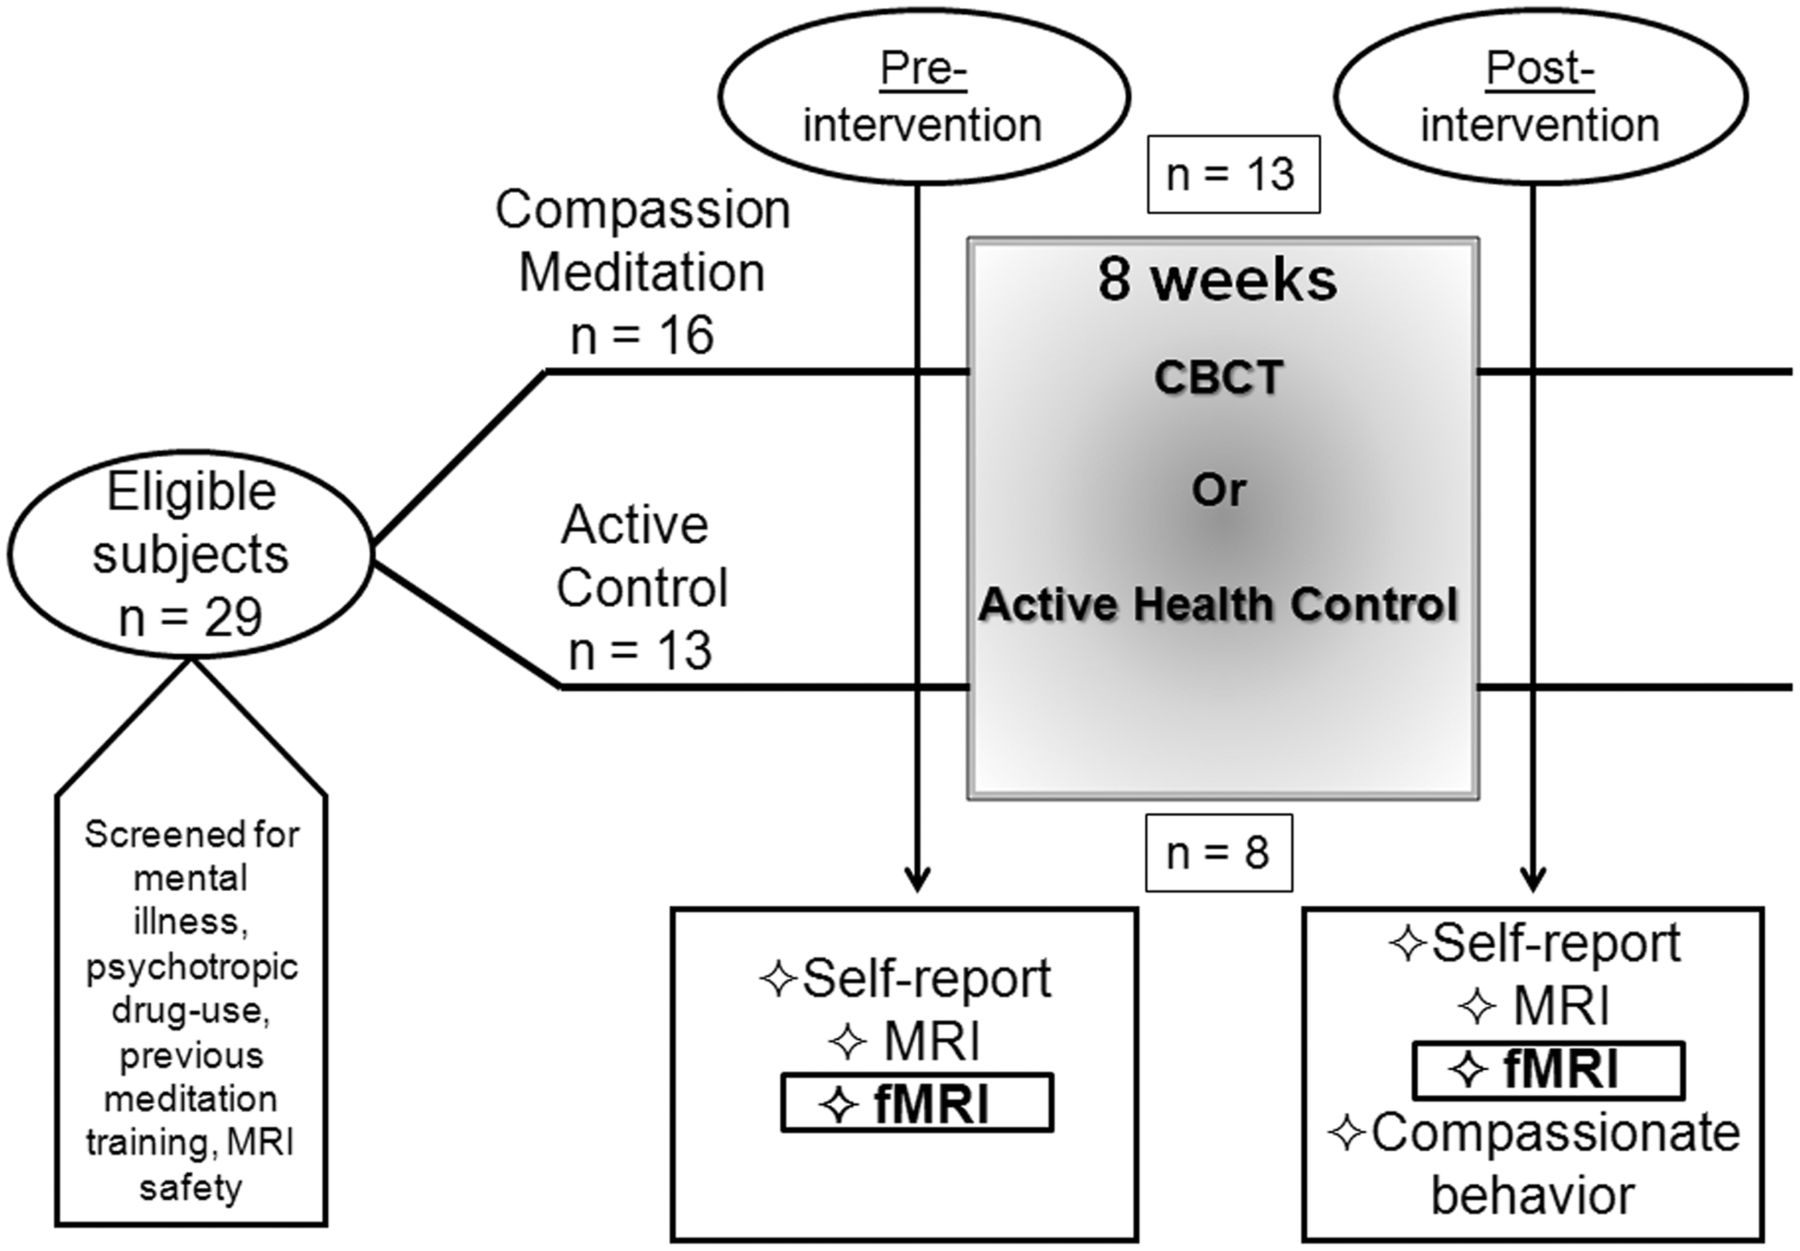 Pre-
intervention
Post-
intervention
n = 13
Compassion
Meditation
n = 16
8 weeks
CBCT
Or
Active Health Control
Eligible
subjects
n = 29
Active
Control
n = 13
n = 8
Screened for
mental
illness,
psychotropic
drug-use,
previous
meditation
training, MRI
safety
✧Self-report
✧ MRI
✧ fMRI
✧Self-report
✧ MRI
✧ fMRI
✧Compassionate
behavior